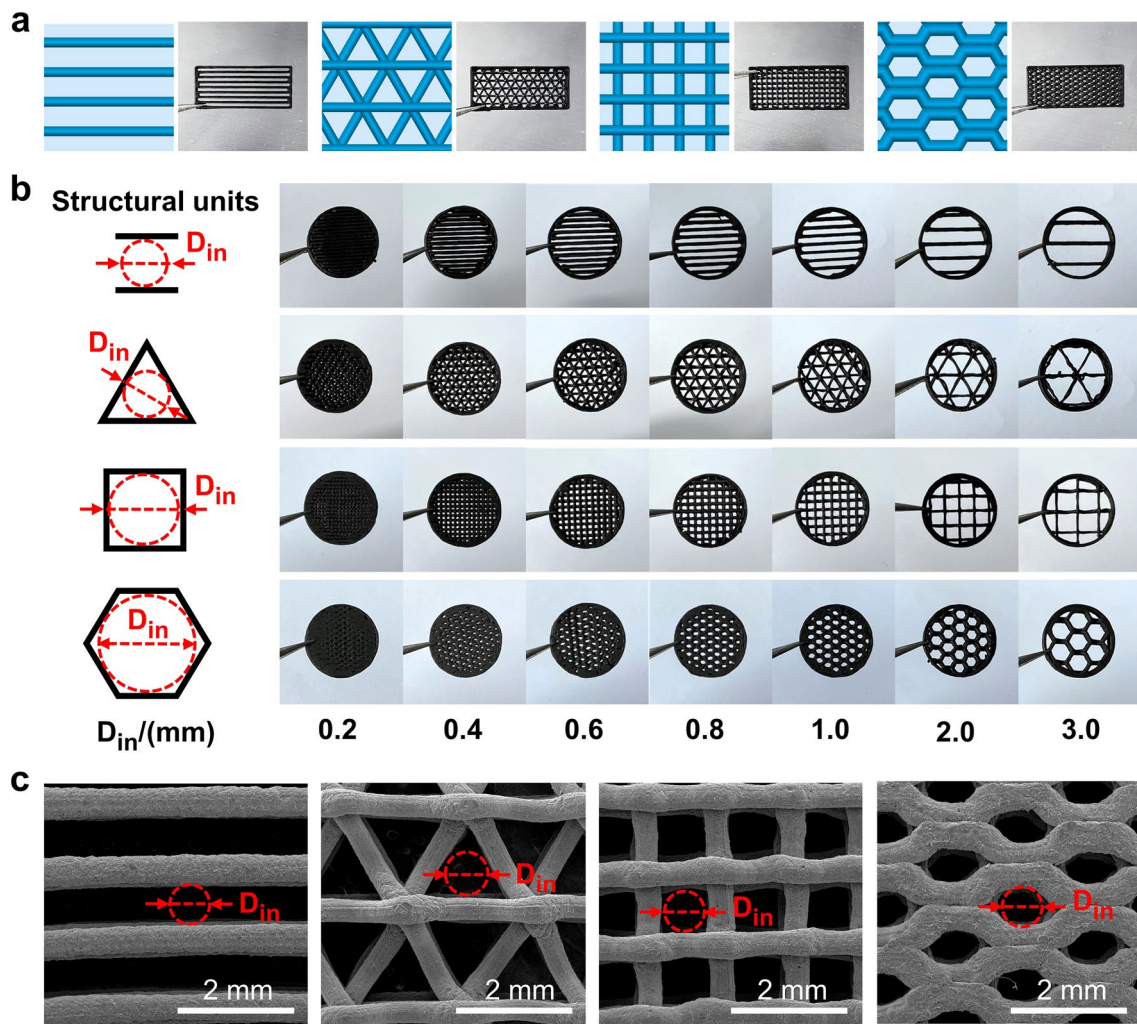 a
b
Structural units
D_in
D_in
D_in
D_in
D_in/(mm)
0.2 0.4 0.6 0.8 1.0 2.0 3.0
c
D_in
D_in
D_in
D_in
2 mm
2 mm
2 mm
2 mm